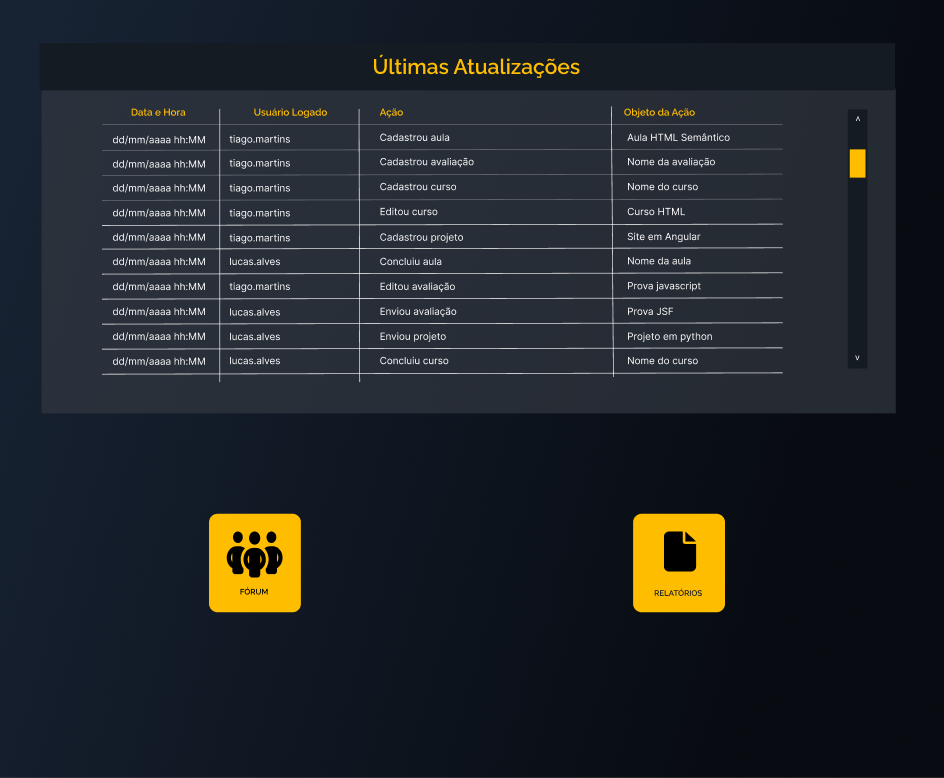 Últimas Atualizações
Data e Hora Usuário Logado Ação Objeto da Ação
dd/mm/aaaa hh:MM tiago.martins Cadastrou aula Aula HTML Semântico
dd/mm/aaaa hh:MM tiago.martins Cadastrou avaliação Nome da avaliação
dd/mm/aaaa hh:MM tiago.martins Cadastrou curso Nome do curso
dd/mm/aaaa hh:MM tiago.martins Editou curso Curso HTML
dd/mm/aaaa hh:MM tiago.martins Cadastrou projeto Site em Angular
dd/mm/aaaa hh:MM lucas.alves Concluiu aula Nome da aula
dd/mm/aaaa hh:MM tiago.martins Editou avaliação Prova javascript
dd/mm/aaaa hh:MM lucas.alves Enviou avaliação Prova JSF
dd/mm/aaaa hh:MM lucas.alves Enviou projeto Projeto em python
dd/mm/aaaa hh:MM lucas.alves Concluiu curso Nome do curso
FÓRUM RELATÓRIOS